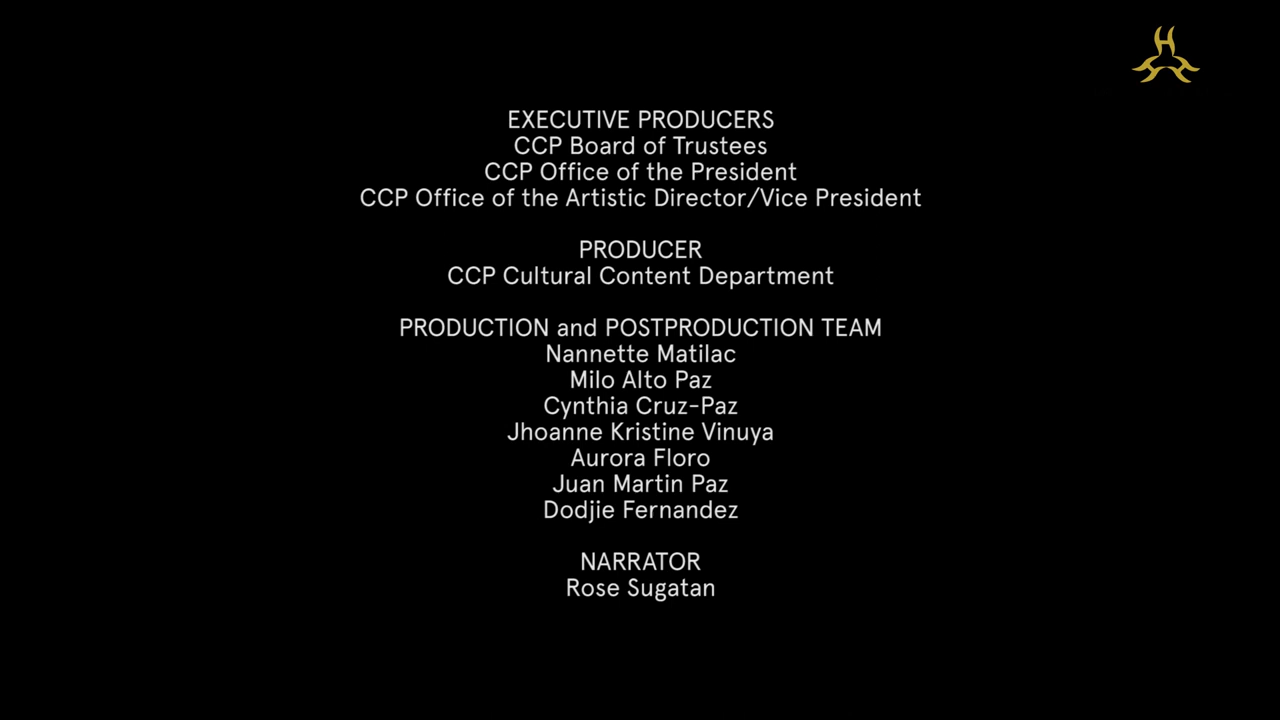 EXECUTIVE PRODUCERS
CCP Board of Trustees
CCP Office of the President
CCP Office of the Artistic Director/Vice President
PRODUCER
CCP Cultural Content Department
PRODUCTION and POSTPRODUCTION TEAM
Nannette Matilac
Milo Alto Paz
Cynthia Cruz-Paz
Jhoanne Kristine Vinuya
Aurora Floro
Juan Martin Paz
Dodjie Fernandez
NARRATOR
Rose Sugatan